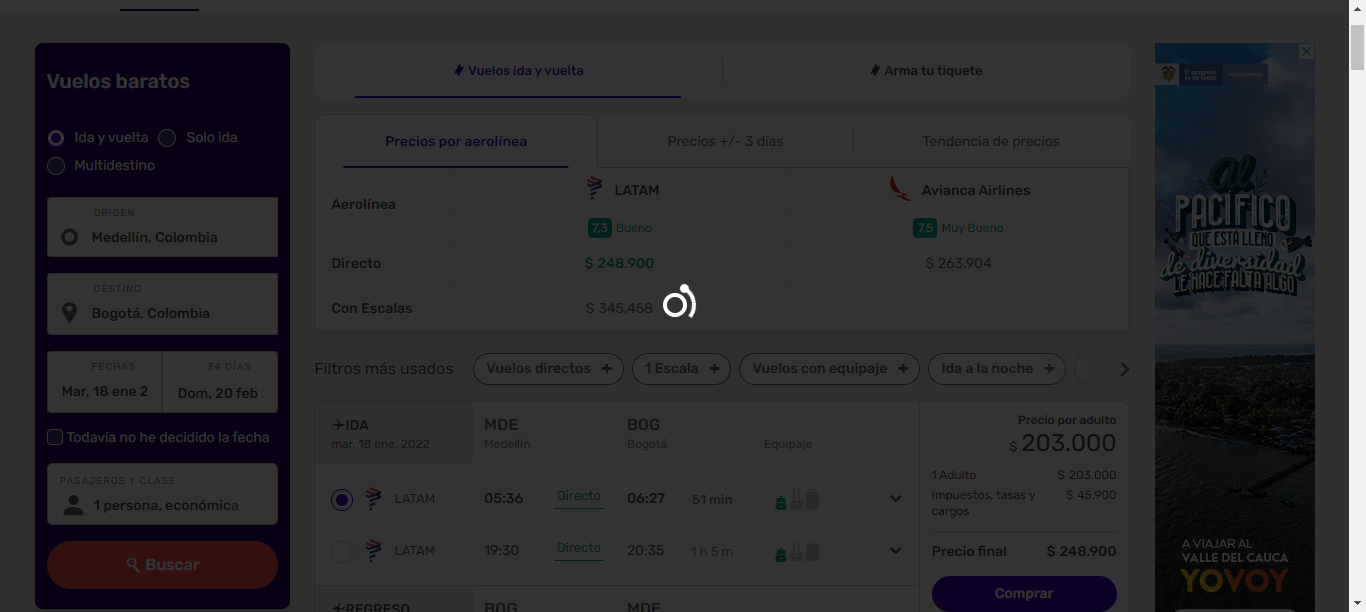 Vuelos baratos
Ida y vuelta
Solo ida
Multidestino
ORIGEN
Medellín, Colombia
DESTINO
Bogotá, Colombia
FECHAS
34 DÍAS
Mar, 18 ene 2
Dom, 20 feb
Todavía no he decidido la fecha
PASAJEROS Y CLASE
1 persona, económica
Buscar
Vuelos ida y vuelta
Arma tu tiquete
Precios por aerolínea
Precios +/- 3 días
Tendencia de precios
Aerolínea
LATAM
Avianca Airlines
7,3 Bueno
7,5 Muy Bueno
Directo
$ 248.900
$ 263.904
Con Escalas
$ 345.458
Filtros más usados
Vuelos directos +
1 Escala +
Vuelos con equipaje +
Ida a la noche +
IDA
mar. 18 ene. 2022
MDE
Medellín
BOG
Bogotá
Equipaje
LATAM
05:36
Directo
06:27
51 min
LATAM
19:30
Directo
20:35
1 h 5 m
REGRESO
BOG
MDE
Precio por adulto
$ 203.000
1 Adulto
$ 203.000
Impuestos, tasas y
cargos
$ 45.900
Precio final
$ 248.900
Comprar
El progreso
es de todos
AL
PACÍFICO
QUE ESTÁ LLENO
de diversidad
LE HACE FALTA ALGO
A VIAJAR AL
VALLE DEL CAUCA
YOVOY